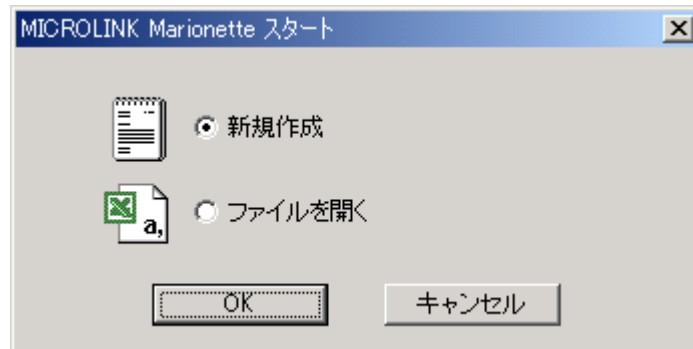 MICROLINK Marionette スタート
新規作成
a,
ファイルを開く
OK
キャンセル